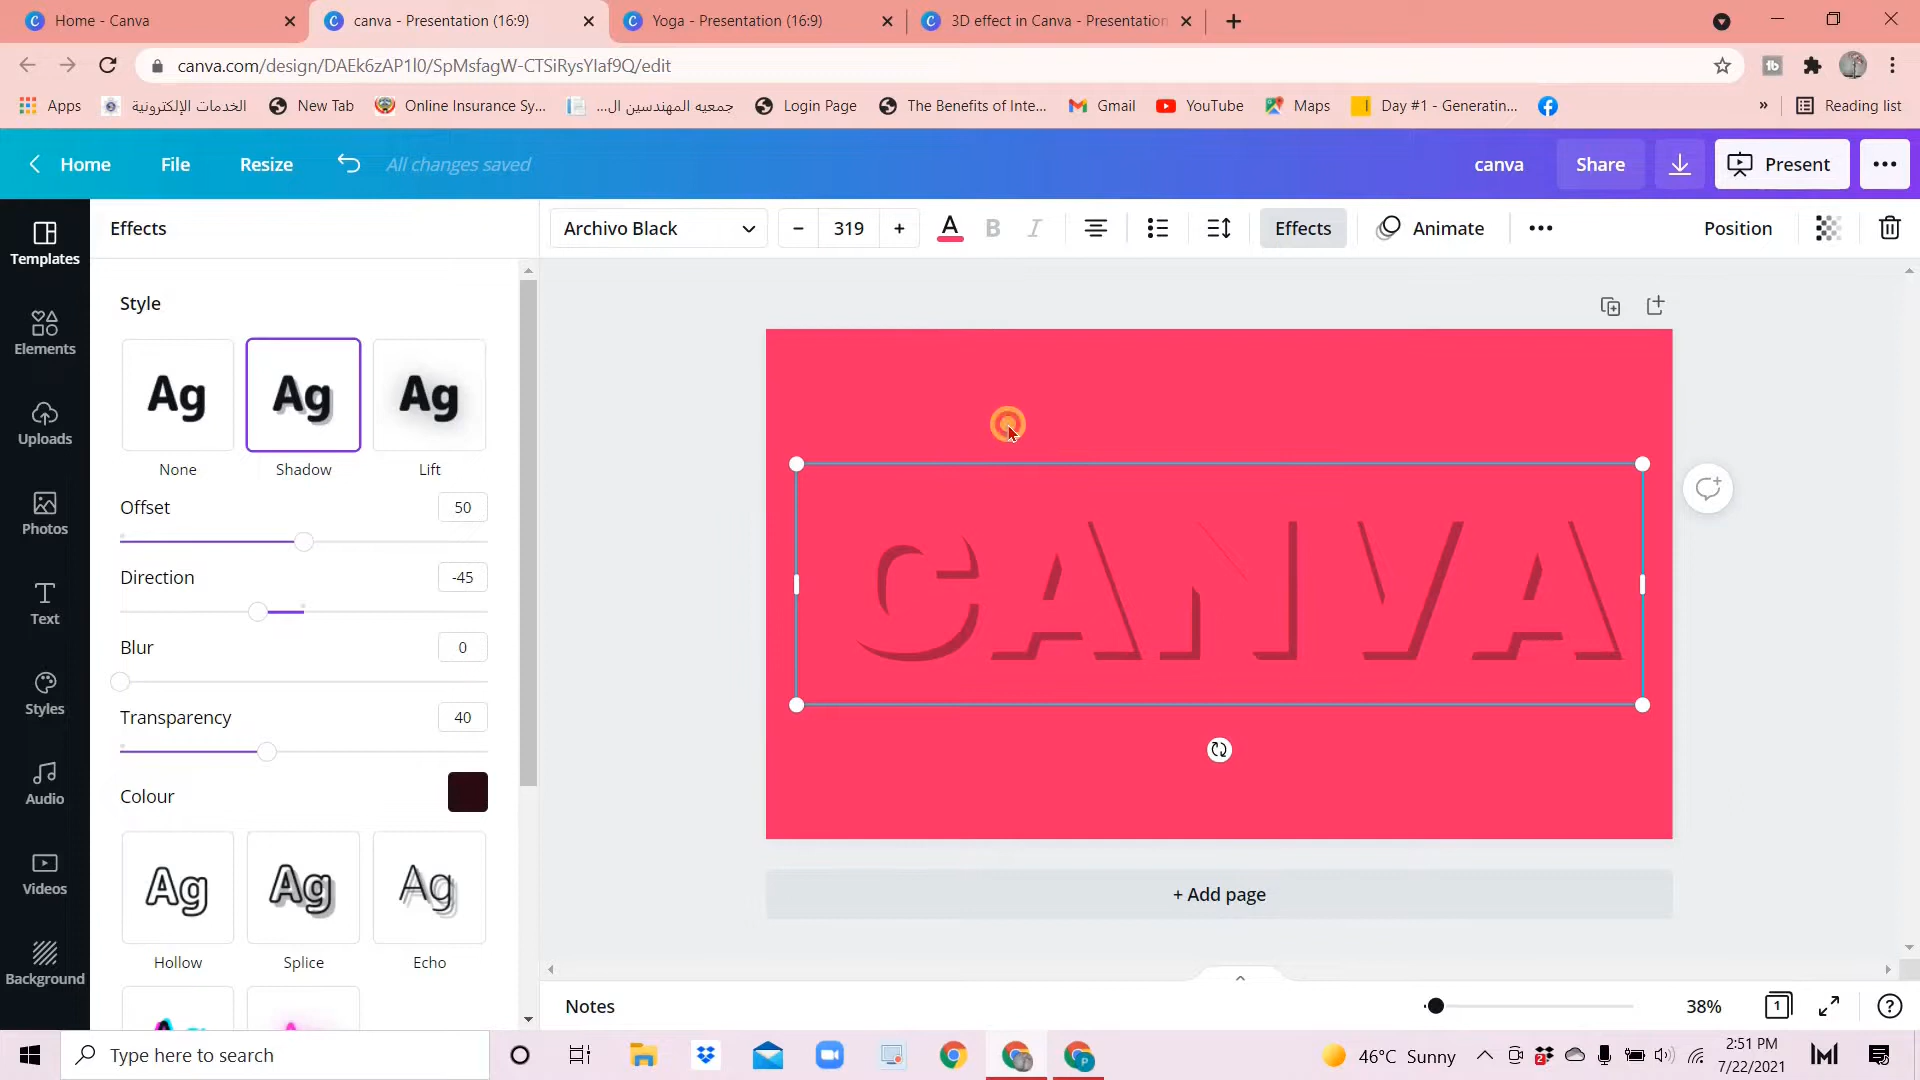 Home - Canva
canva - Presentation (16:9)
Yoga - Presentation (16:9)
3D effect in Canva - Presentation
canva.com/design/DAEk6zAP1l0/SpMsfagW-CTSiRysYIaf9Q/edit
Apps
الخدمات الإلكترونية
New Tab
Online Insurance Sy...
جمعيه المهندسين ال...
Login Page
The Benefits of Inte...
Gmail
YouTube
Maps
Day #1 - Generatin...
»
Reading list
Home
File
Resize
All changes saved
canva
Share
Present
Effects
Archivo Black
319
A
B
I
Effects
Animate
Position
Templates
Elements
Uploads
Photos
Text
Styles
Audio
Videos
Background
Style
Ag
Ag
Ag
None
Shadow
Lift
Offset
50
Direction
-45
Blur
0
Transparency
40
Colour
Ag
Ag
Ag
Hollow
Splice
Echo
CANVA
+ Add page
Notes
38%
1
Type here to search
46°C Sunny
2:51 PM
7/22/2021